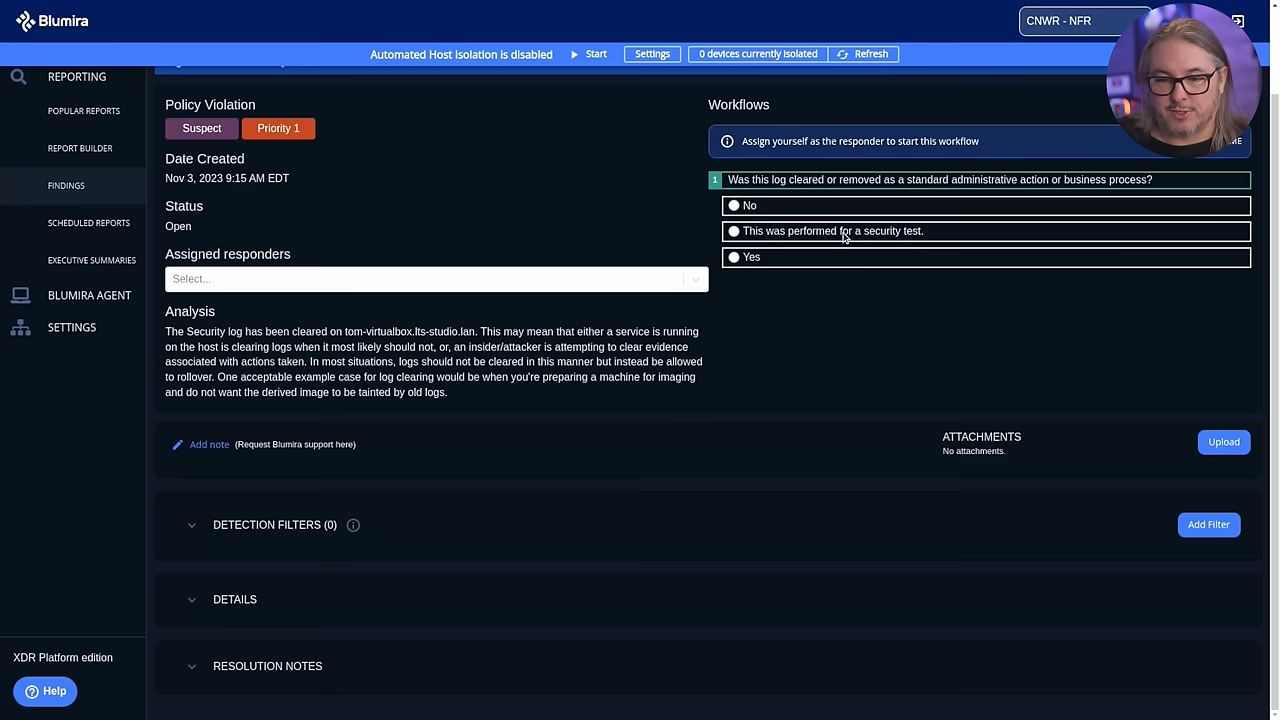 Blumira
CNWR - NFR
Automated Host Isolation is disabled
Start
Settings
0 devices currently isolated
Refresh
REPORTING
POPULAR REPORTS
REPORT BUILDER
FINDINGS
SCHEDULED REPORTS
EXECUTIVE SUMMARIES
BLUMIRA AGENT
SETTINGS
XDR Platform edition
Help
Policy Violation
Suspect
Priority 1
Date Created
Nov 3, 2023 9:15 AM EDT
Status
Open
Assigned responders
Select...
Analysis
The Security log has been cleared on tom-virtualbox.lts-studio.lan. This may mean that either a service is running
on the host is clearing logs when it most likely should not, or, an insider/attacker is attempting to clear evidence
associated with actions taken. In most situations, logs should not be cleared in this manner but instead be allowed
to rollover. One acceptable example case for log clearing would be when you're preparing a machine for imaging
and do not want the derived image to be tainted by old logs.
Workflows
Assign yourself as the responder to start this workflow
1 Was this log cleared or removed as a standard administrative action or business process?
No
This was performed for a security test.
Yes
Add note (Request Blumira support here)
ATTACHMENTS
No attachments.
Upload
DETECTION FILTERS (0)
Add Filter
DETAILS
RESOLUTION NOTES